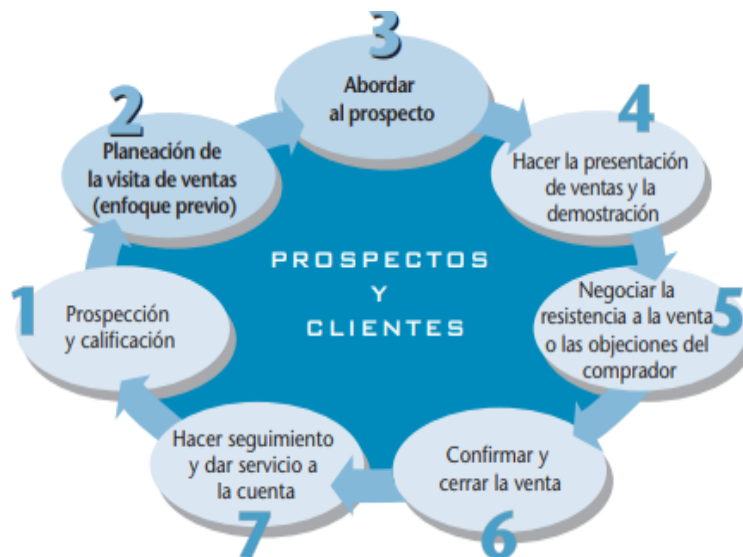 3
Abordar
al prospecto
2
Planeación de
la visita de ventas
(enfoque previo)
4
Hacer la presentación
de ventas y la
demostración
PROSPECTOS
Y
CLIENTES
1
Prospección
y calificación
5
Negociar la
resistencia a la venta
o las objeciones del
comprador
Hacer seguimiento
y dar servicio a
la cuenta
7
Confirmar y
cerrar la venta
6